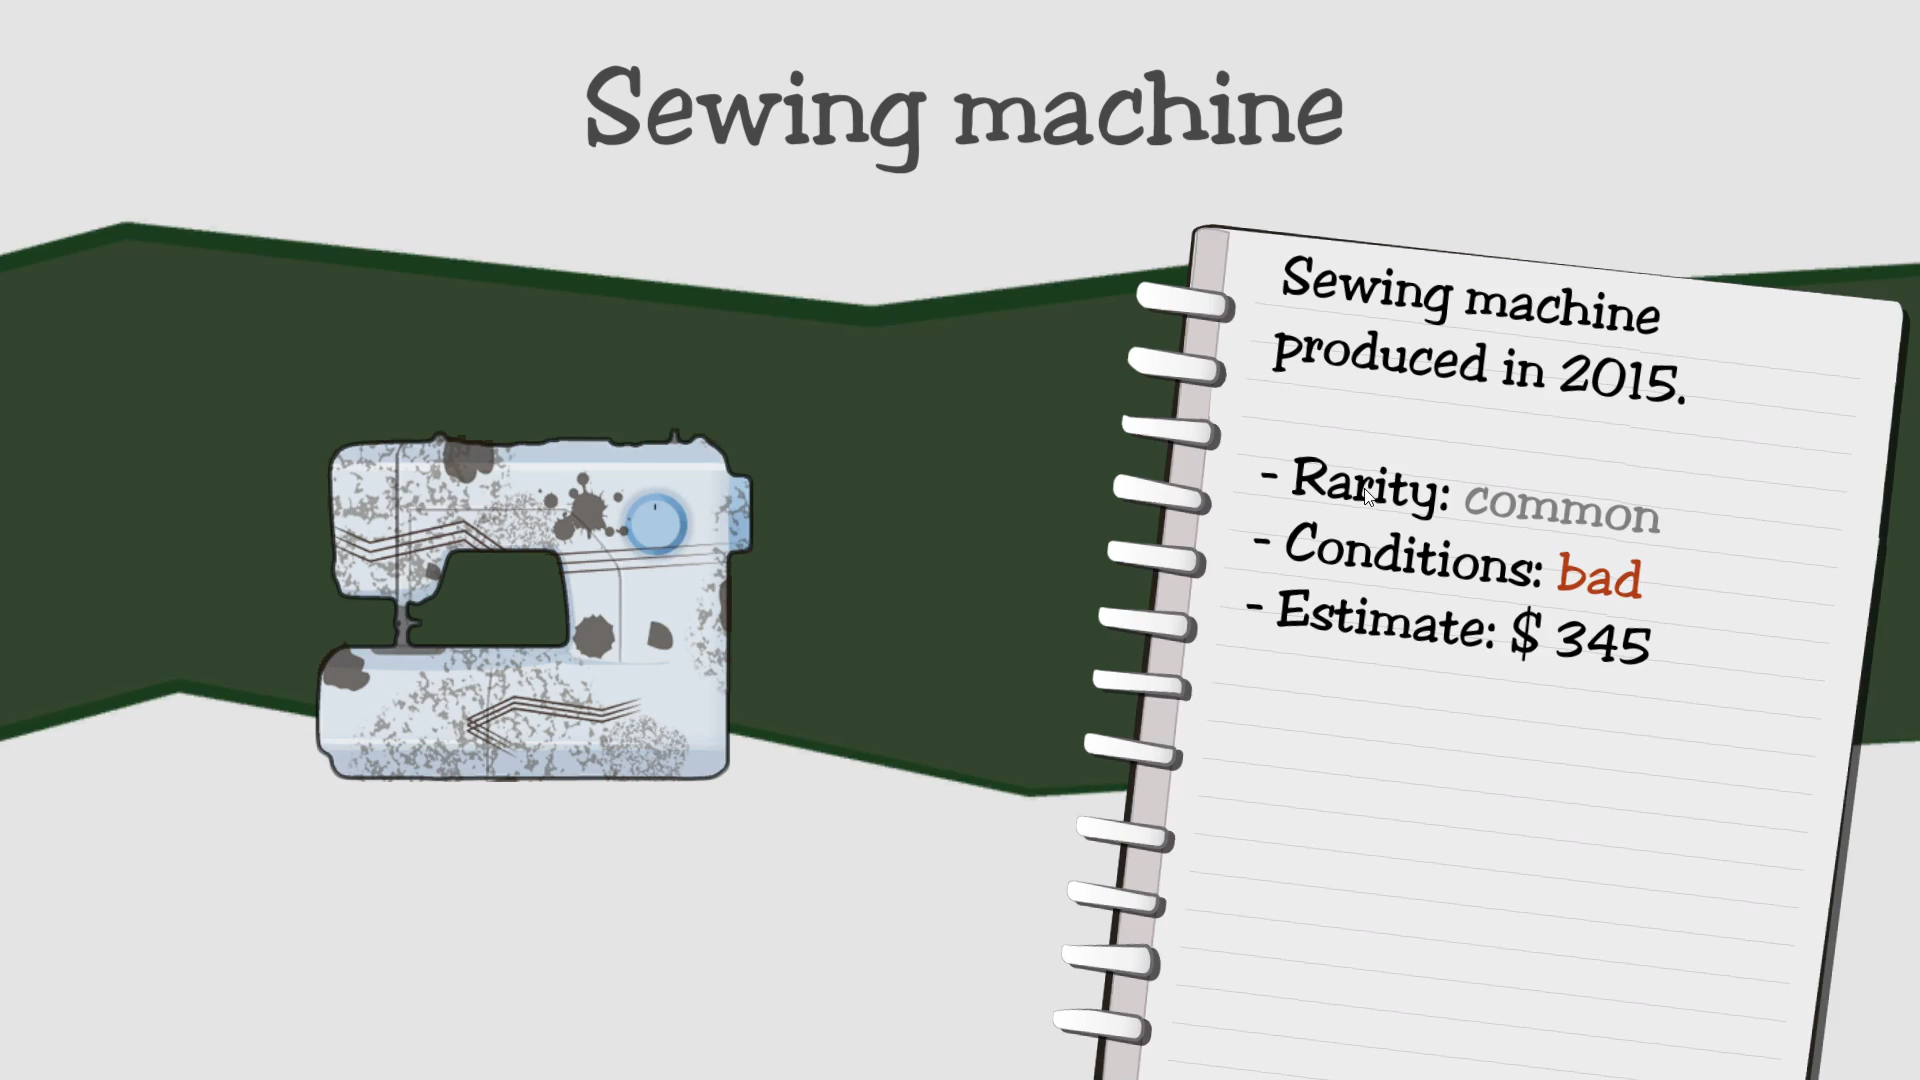 Sewing machine
Sewing machine
produced in 2015.
- Rarity: common
- Conditions: bad
- Estimate: $ 345